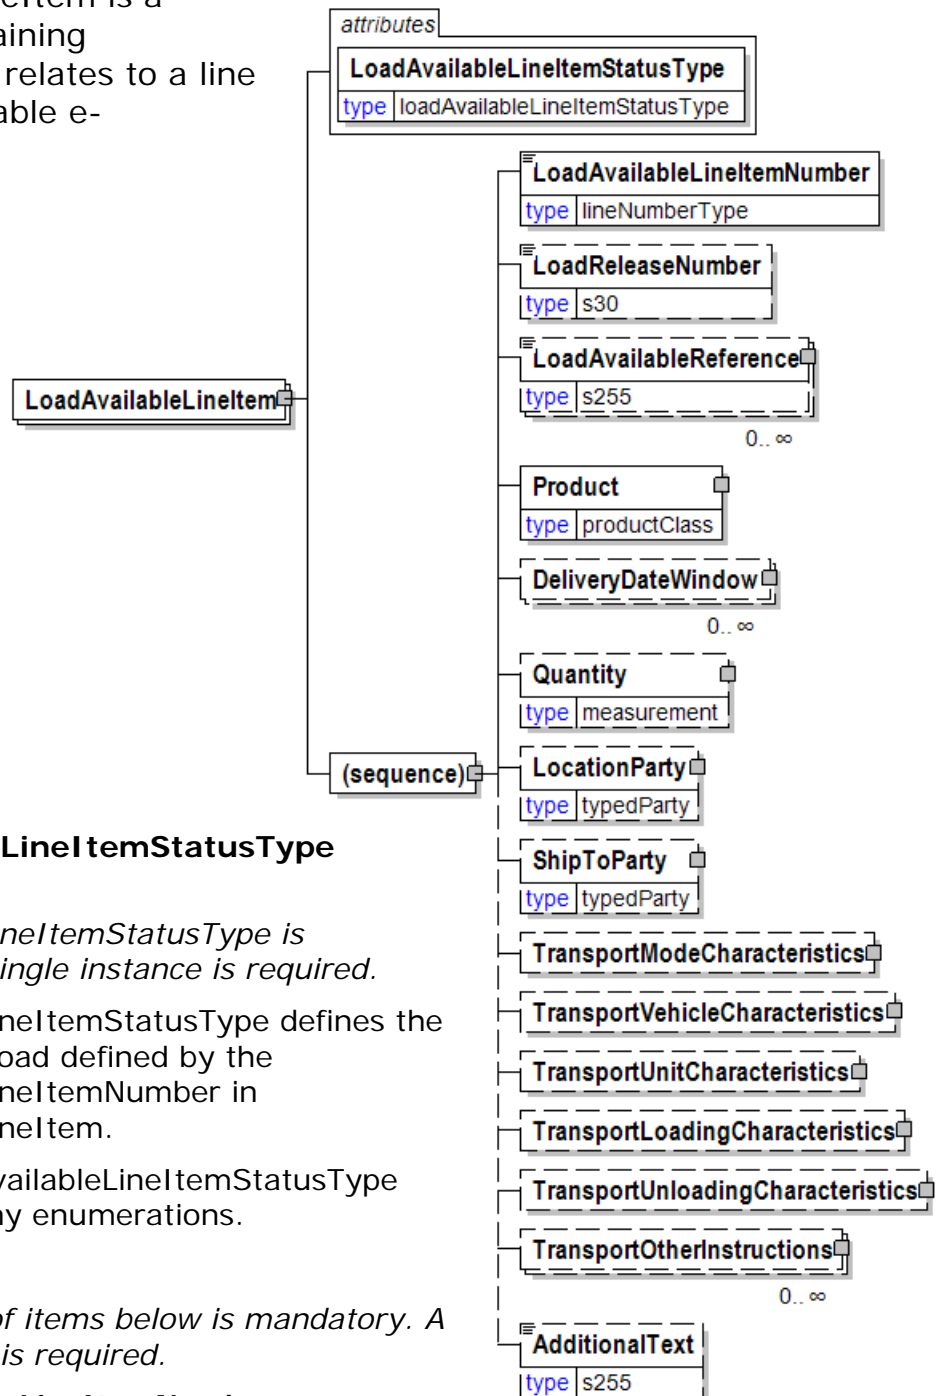 neItem is a
aining
relates to a line
able e-
attributes
LoadAvailableLineItemStatusType
type loadAvailableLineItemStatusType
LoadAvailableLineItemNumber
type lineNumberType
LoadReleaseNumber
type s30
LoadAvailableReference
type s255
0.. ∞
LoadAvailableLineItem
Product
type productClass
DeliveryDateWindow
0.. ∞
Quantity
type measurement
(sequence)
LocationParty
type typedParty
ShipToParty
type typedParty
TransportModeCharacteristics
TransportVehicleCharacteristics
TransportUnitCharacteristics
TransportLoadingCharacteristics
TransportUnloadingCharacteristics
TransportOtherInstructions
0.. ∞
AdditionalText
type s255
LineItemStatusType
neItemStatusType is
ingle instance is required.
neItemStatusType defines the
oad defined by the
neItemNumber in
neItem.
vailableLineItemStatusType
ny enumerations.
of items below is mandatory. A
is required.